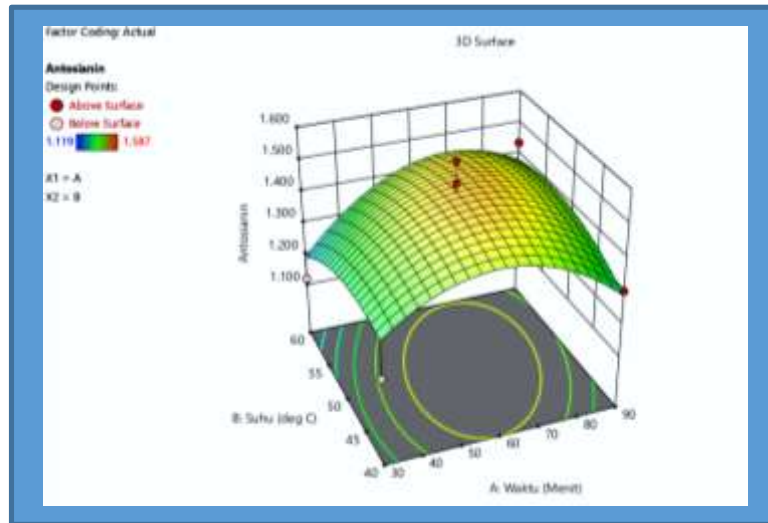 Factor Coding: Actual
3D Surface
Antosianin
Design Points:
Above Surface
Below Surface
1.119 1.587
X1 = A
X2 = B
1.600
1.500
1.400
1.300
1.200
1.100
Antosianin
60
55
50
45
40
B: Suhu (deg C)
30
40
50
60
70
80
90
A: Waktu (Menit)